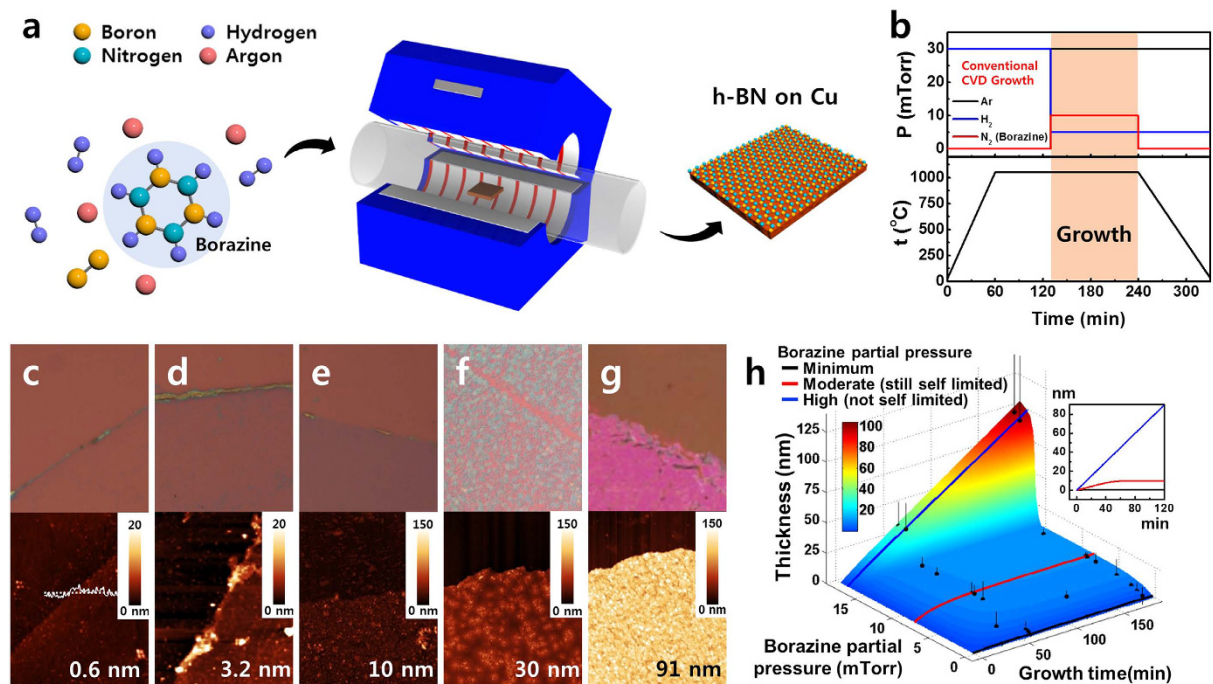 a
Boron
Hydrogen
Nitrogen
Argon
Borazine
h-BN on Cu
b
P (mTorr)
30
20
10
0
Conventional
CVD Growth
Ar
H2
N2 (Borazine)
t (°C)
1000
750
500
250
0
Growth
0 60 120 180 240 300
Time (min)
c
20
0 nm
0.6 nm
d
20
0 nm
3.2 nm
e
150
0 nm
10 nm
f
150
0 nm
30 nm
g
150
0 nm
91 nm
h
Borazine partial pressure
Minimum
Moderate (still self limited)
High (not self limited)
Thickness (nm)
125
100
75
50
25
0
100
80
60
40
20
0
nm
80
60
40
20
0
0 60 120
min
15
10
5
0
Borazine partial
pressure (mTorr)
0
50
100
150
Growth time(min)